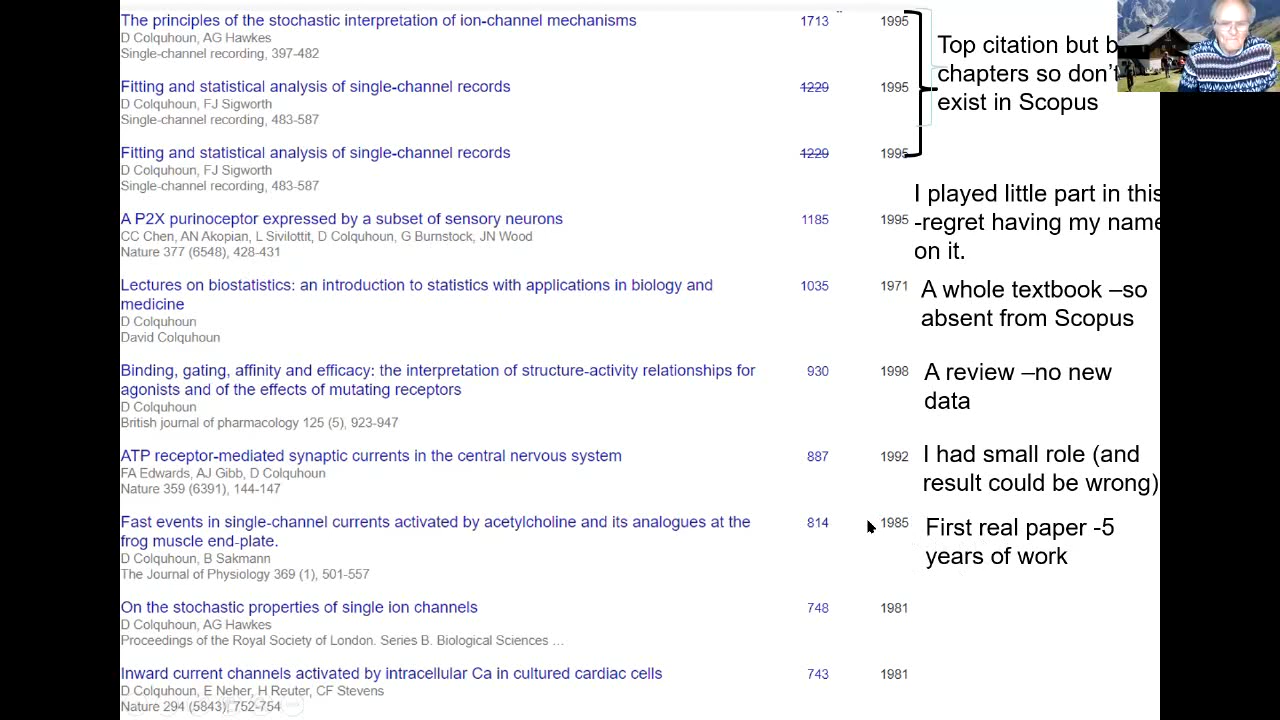 The principles of the stochastic interpretation of ion-channel mechanisms 1713 1995
D Colquhoun, AG Hawkes
Single-channel recording, 397-482
Top citation but b
chapters so don't
exist in Scopus
Fitting and statistical analysis of single-channel records 1229 1995
D Colquhoun, FJ Sigworth
Single-channel recording, 483-587
Fitting and statistical analysis of single-channel records 1229 1995
D Colquhoun, FJ Sigworth
Single-channel recording, 483-587
A P2X purinoceptor expressed by a subset of sensory neurons 1185 1995
CC Chen, AN Akopian, L Sivilottit, D Colquhoun, G Burnstock, JN Wood
Nature 377 (6548), 428-431
I played little part in this
-regret having my name
on it.
Lectures on biostatistics: an introduction to statistics with applications in biology and 1035 1971
medicine
D Colquhoun
David Colquhoun
A whole textbook –so
absent from Scopus
Binding, gating, affinity and efficacy: the interpretation of structure-activity relationships for 930 1998
agonists and of the effects of mutating receptors
D Colquhoun
British journal of pharmacology 125 (5), 923-947
A review –no new
data
ATP receptor-mediated synaptic currents in the central nervous system 887 1992
FA Edwards, AJ Gibb, D Colquhoun
Nature 359 (6391), 144-147
I had small role (and
result could be wrong)
Fast events in single-channel currents activated by acetylcholine and its analogues at the 814 1985
frog muscle end-plate.
D Colquhoun, B Sakmann
The Journal of Physiology 369 (1), 501-557
First real paper -5
years of work
On the stochastic properties of single ion channels 748 1981
D Colquhoun, AG Hawkes
Proceedings of the Royal Society of London. Series B. Biological Sciences ...
Inward current channels activated by intracellular Ca in cultured cardiac cells 743 1981
D Colquhoun, E Neher, H Reuter, CF Stevens
Nature 294 (5843), 752-754